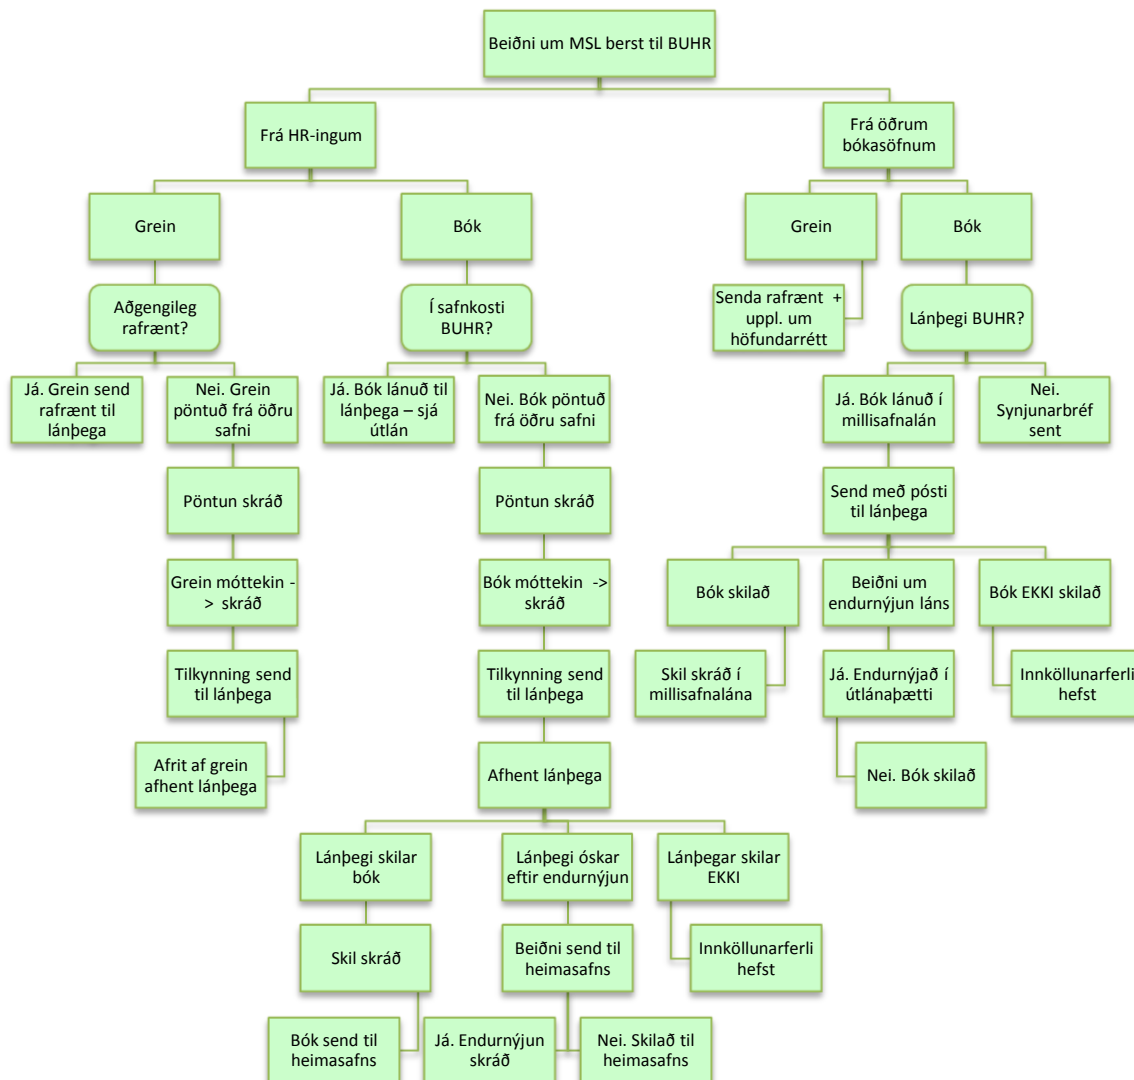 Beiðni um MSL berst til BUHR
Frá HR-ingum
Frá öðrum
bókasöfnum
Grein
Bók
Grein
Bók
Aðgengileg
rafrænt?
Í safnkosti
BUHR?
Senda rafrænt +
uppl. um
höfundarrétt
Lánþegi BUHR?
Já. Grein send
rafrænt til
lánþega
Nei. Grein
pöntuð frá öðru
safni
Já. Bók lánuð til
lánþega – sjá
útlán
Nei. Bók pöntuð
frá öðru safni
Já. Bók lánuð í
millisafnalán
Nei.
Synjunarbréf
sent
Pöntun skráð
Pöntun skráð
Send með pósti
til lánþega
Grein móttekin -
> skráð
Bók móttekin ->
skráð
Bók skilað
Beiðni um
endurnýjun láns
Bók EKKI skilað
Tilkynning send
til lánþega
Tilkynning send
til lánþega
Skil skráð í
millisafnalána
Já. Endurnýjað í
útlánaþætti
Innköllunarferli
hefst
Afrit af grein
afhent lánþega
Afhent lánþega
Nei. Bók skilað
Lánþegi skilar
bók
Lánþegi óskar
eftir endurnýjun
Lánþegar skilar
EKKI
Skil skráð
Beiðni send til
heimasafns
Innköllunarferli
hefst
Bók send til
heimasafns
Já. Endurnýjun
skráð
Nei. Skilað til
heimasafns